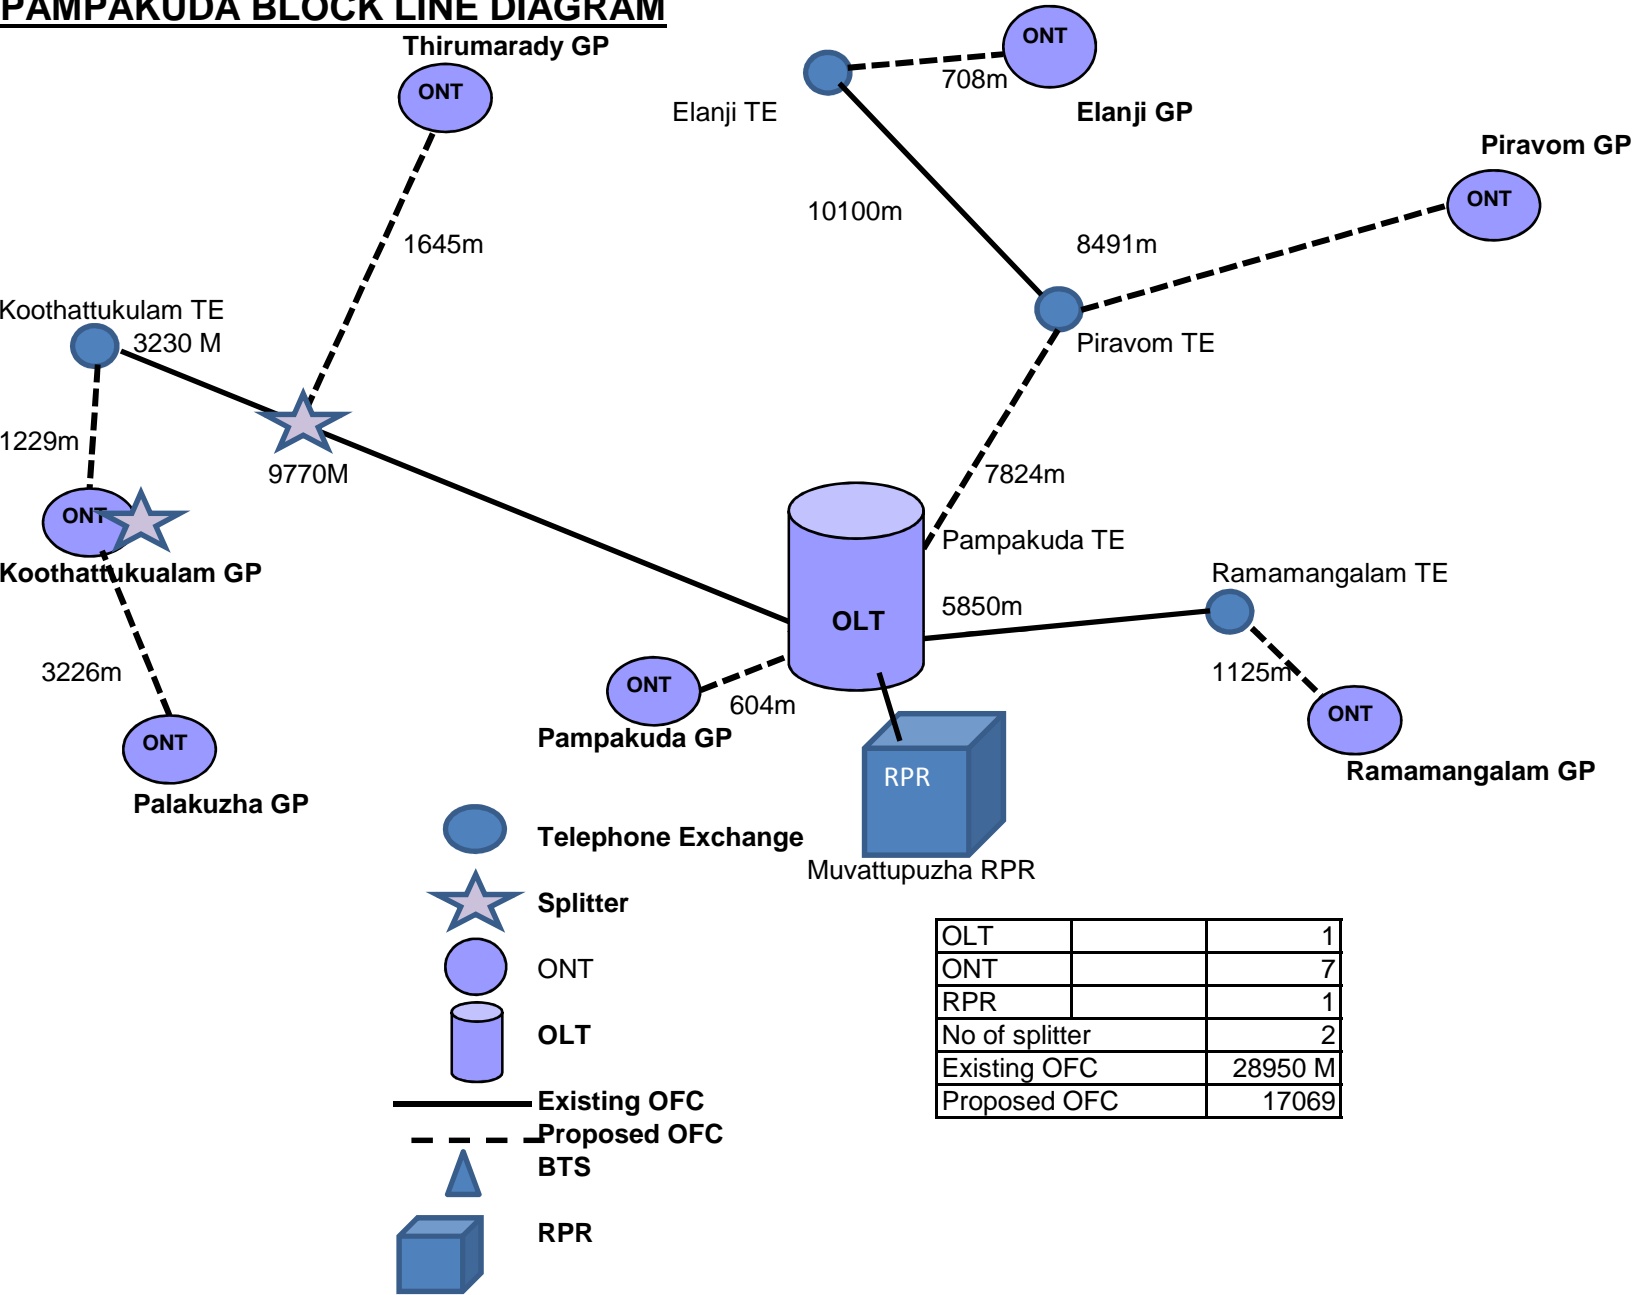 PAMPAKUDA BLOCK LINE DIAGRAM
Thirumarady GP
ONT
ONT
708m
Elanji TE
Elanji GP
Piravom GP
ONT
10100m
1645m
8491m
Koothattukulam TE
3230 M
Piravom TE
1229m
9770M
7824m
ONT
Koothattukualam GP
Pampakuda TE
Ramamangalam TE
5850m
OLT
3226m
ONT
604m
1125m
ONT
ONT
Pampakuda GP
Palakuzha GP
RPR
Ramamangalam GP
Muvattupuzha RPR
Telephone Exchange
Splitter
ONT
OLT
Existing OFC
Proposed OFC
BTS
RPR
OLT 1
ONT 7
RPR 1
No of splitter 2
Existing OFC 28950 M
Proposed OFC 17069